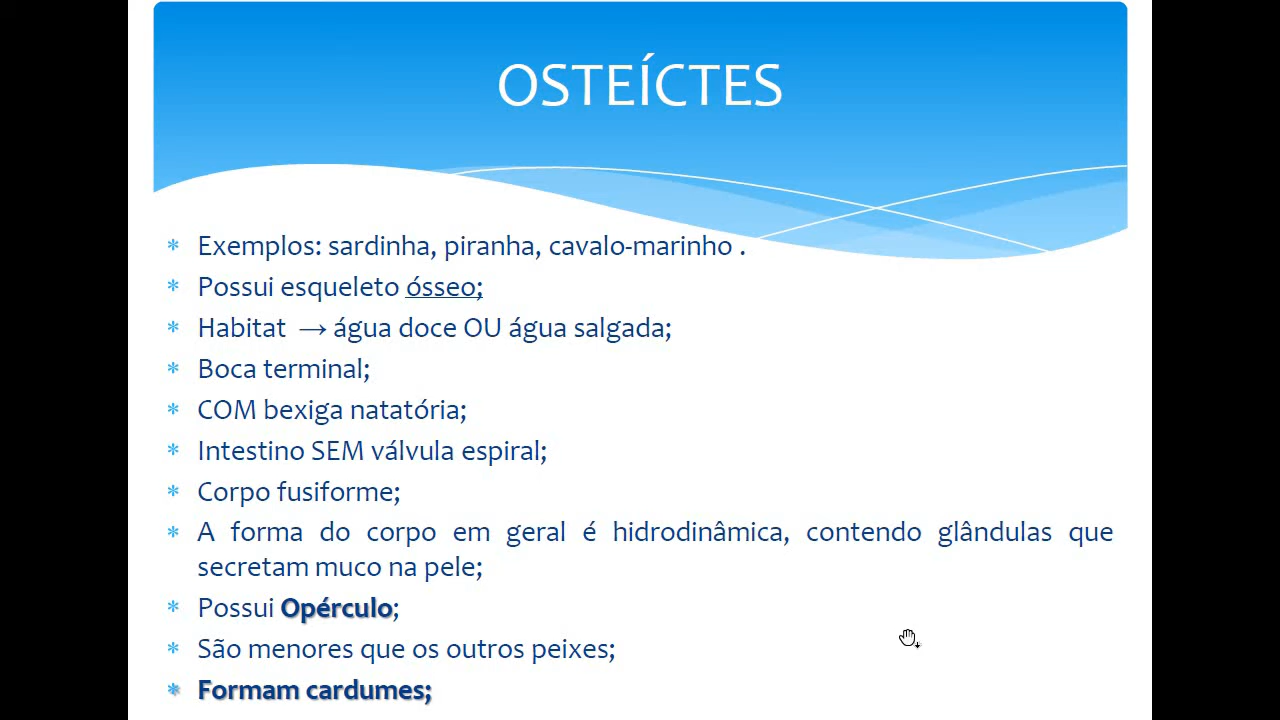 OSTEÍCTES
* Exemplos: sardinha, piranha, cavalo-marinho .
* Possui esqueleto ósseo;
* Habitat → água doce OU água salgada;
* Boca terminal;
* COM bexiga natatória;
* Intestino SEM válvula espiral;
* Corpo fusiforme;
* A forma do corpo em geral é hidrodinâmica, contendo glândulas que
secretam muco na pele;
* Possui Opérculo;
* São menores que os outros peixes;
* Formam cardumes;